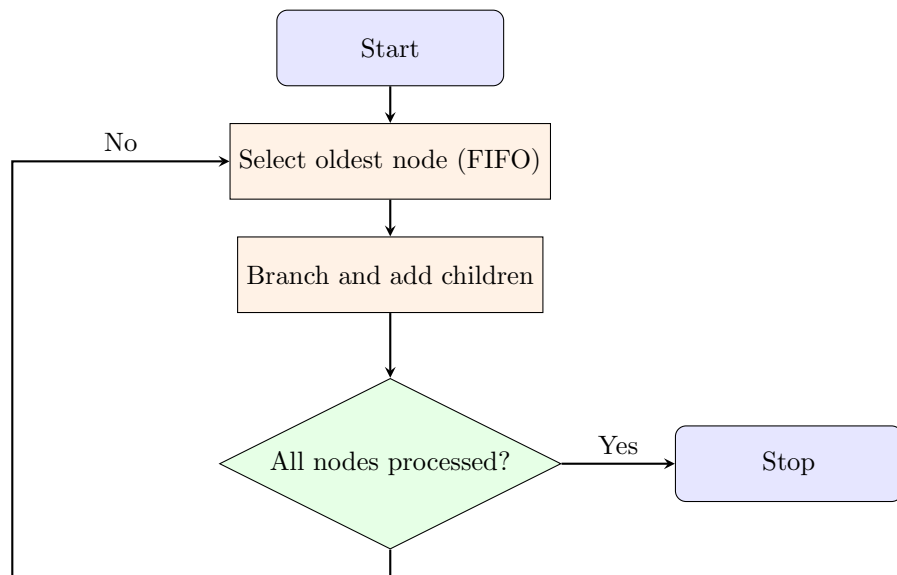 Start
No
Select oldest node (FIFO)
Branch and add children
All nodes processed?
Yes
Stop